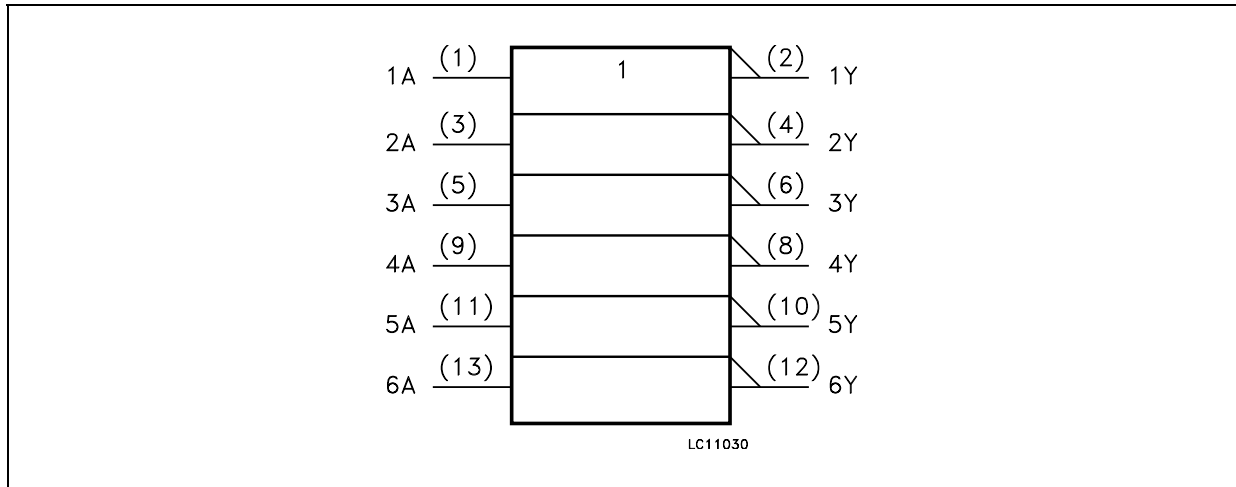 (1) (2)
1A 1 1Y
(3) (4)
2A 2Y
(5) (6)
3A 3Y
(9) (8)
4A 4Y
(11) (10)
5A 5Y
(13) (12)
6A 6Y
LC11030